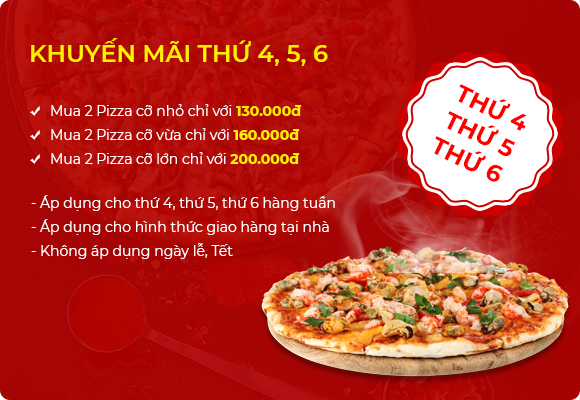 KHUYẾN MÃI THỨ 4, 5, 6
Mua 2 Pizza cỡ nhỏ chỉ với 130.000đ
Mua 2 Pizza cỡ vừa chỉ với 160.000đ
Mua 2 Pizza cỡ lớn chỉ với 200.000đ
- Áp dụng cho thứ 4, thứ 5, thứ 6 hàng tuần
- Áp dụng cho hình thức giao hàng tại nhà
- Không áp dụng ngày lễ, Tết
THỨ 4
THỨ 5
THỨ 6